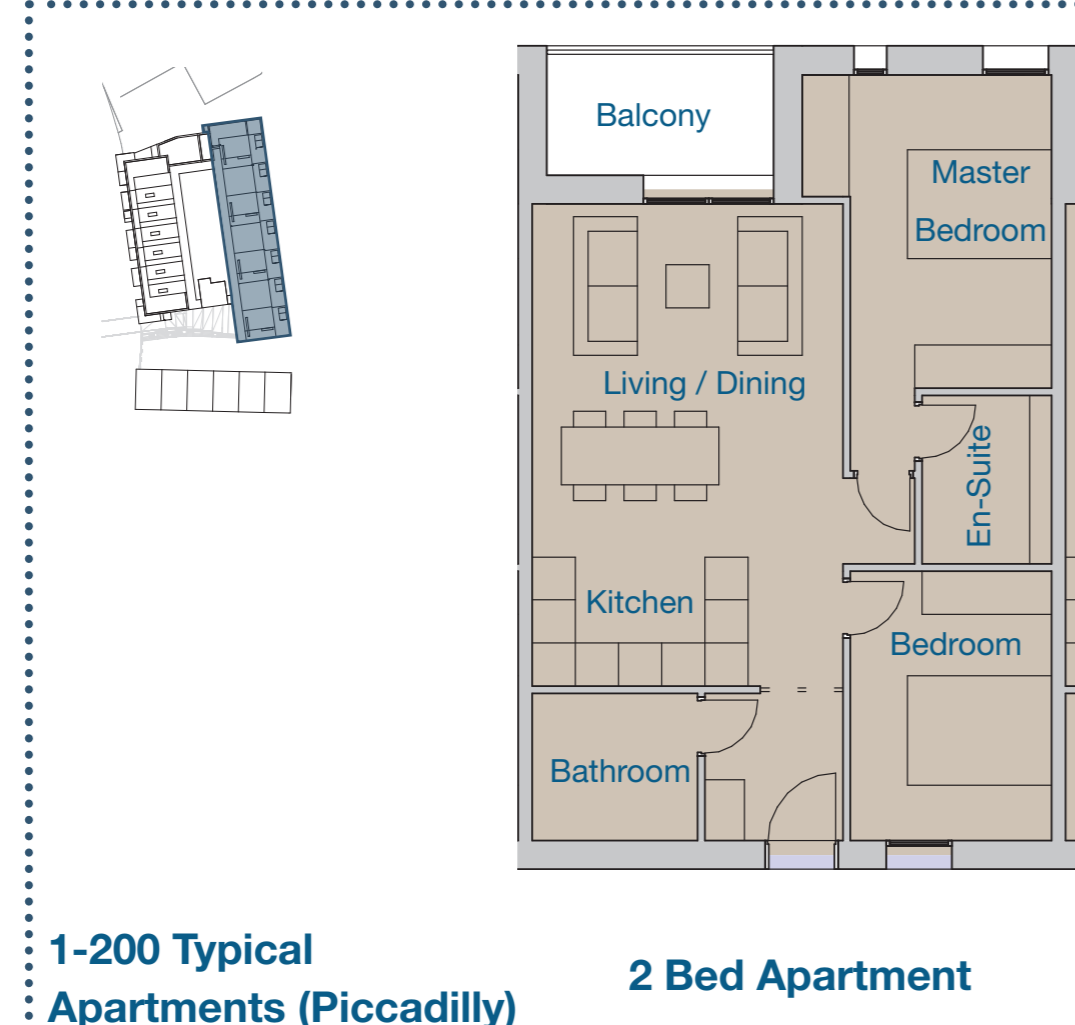 Balcony
Master
Bedroom
Living / Dining
En-Suite
Kitchen
Bedroom
Bathroom
1-200 Typical
Apartments (Piccadilly)
2 Bed Apartment